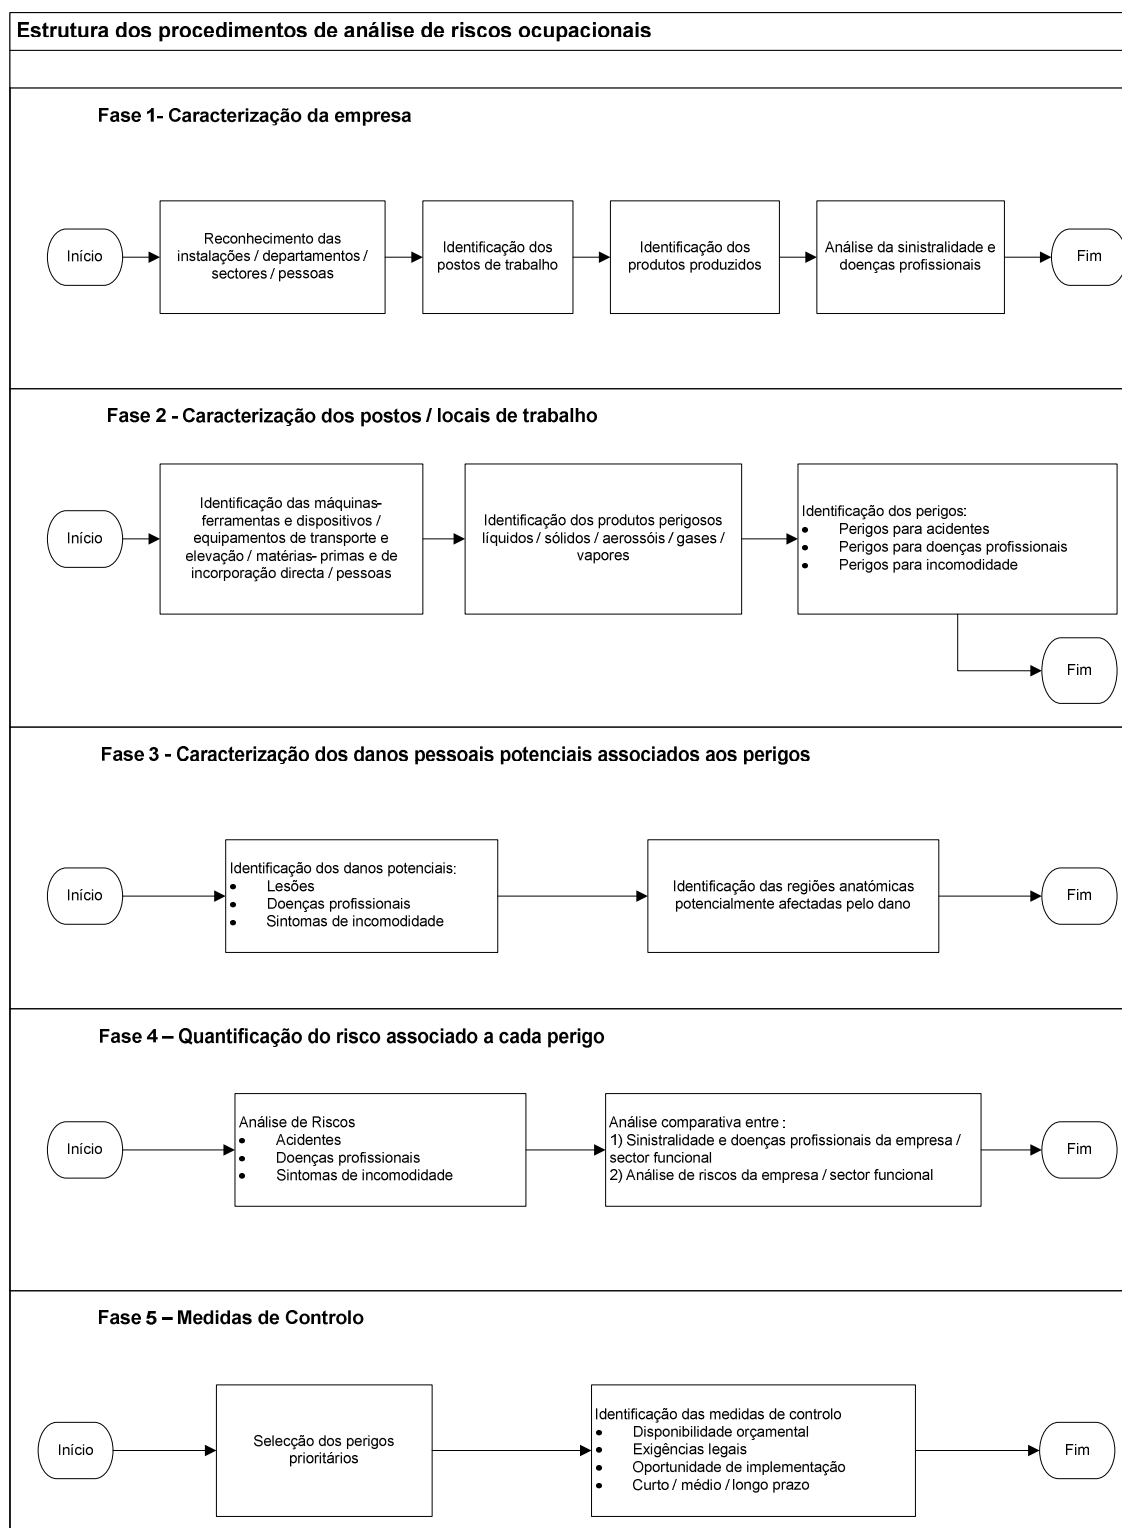 Estrutura dos procedimentos de análise de riscos ocupacionais
Fase 1- Caracterização da empresa
Início
Reconhecimento das
instalações / departamentos /
sectores / pessoas
Identificação dos
postos de trabalho
Identificação dos
produtos produzidos
Análise da sinistralidade e
doenças profissionais
Fim
Fase 2 - Caracterização dos postos / locais de trabalho
Início
Identificação das máquinas-
ferramentas e dispositivos /
equipamentos de transporte e
elevação / matérias- primas e de
incorporação directa / pessoas
Identificação dos produtos perigosos
líquidos / sólidos / aerossóis / gases /
vapores
Identificação dos perigos:
• Perigos para acidentes
• Perigos para doenças profissionais
• Perigos para incomodidade
Fim
Fase 3 - Caracterização dos danos pessoais potenciais associados aos perigos
Início
Identificação dos danos potenciais:
• Lesões
• Doenças profissionais
• Sintomas de incomodidade
Identificação das regiões anatómicas
potencialmente afectadas pelo dano
Fim
Fase 4 – Quantificação do risco associado a cada perigo
Início
Análise de Riscos
• Acidentes
• Doenças profissionais
• Sintomas de incomodidade
Análise comparativa entre :
1) Sinistralidade e doenças profissionais da empresa /
sector funcional
2) Análise de riscos da empresa / sector funcional
Fim
Fase 5 – Medidas de Controlo
Início
Selecção dos perigos
prioritários
Identificação das medidas de controlo
• Disponibilidade orçamental
• Exigências legais
• Oportunidade de implementação
• Curto / médio / longo prazo
Fim